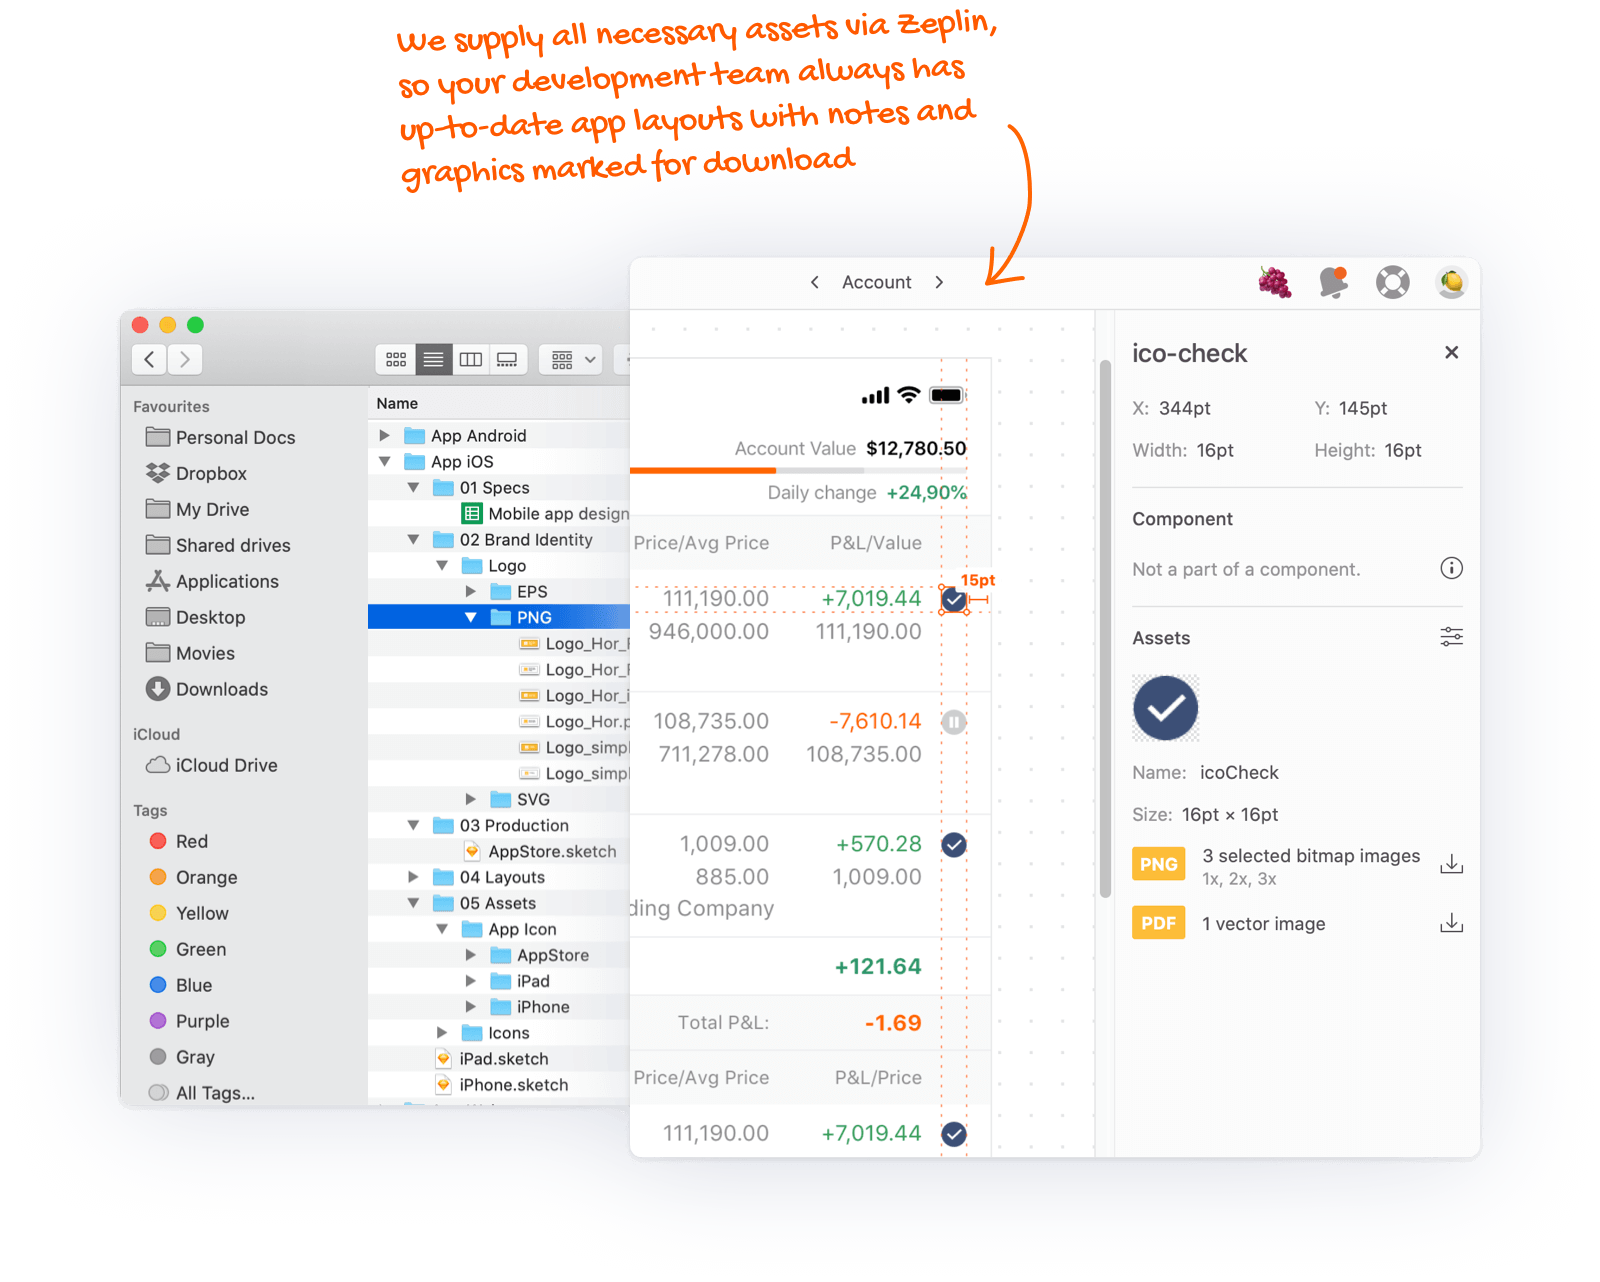 We supply all necessary assets via Zeplin,
so your development team always has
up-to-date app layouts with notes and
graphics marked for download
Favourites
Personal Docs
Dropbox
My Drive
Shared drives
Applications
Desktop
Movies
Downloads
iCloud
iCloud Drive
Tags
Red
Orange
Yellow
Green
Blue
Purple
Gray
All Tags...
Name
App Android
App iOS
01 Specs
Mobile app design
02 Brand Identity
Logo
EPS
PNG
Logo_Hor_
Logo_Hor_
Logo_Hor_i
Logo_Hor.p
Logo_simpl
Logo_simpl
SVG
03 Production
AppStore.sketch
04 Layouts
05 Assets
App Icon
AppStore
iPad
iPhone
Icons
iPad.sketch
iPhone.sketch
Account
Account Value $12,780.50
Daily change +24,90%
Price/Avg Price P&L/Value
15pt
111,190.00 +7,019.44
946,000.00 111,190.00
108,735.00 -7,610.14
711,278.00 108,735.00
1,009.00 +570.28
885.00 1,009.00
ding Company
+121.64
Total P&L: -1.69
Price/Avg Price P&L/Price
111,190.00 +7,019.44
ico-check
X: 344pt Y: 145pt
Width: 16pt Height: 16pt
Component
Not a part of a component.
Assets
Name: icoCheck
Size: 16pt × 16pt
PNG 3 selected bitmap images
1x, 2x, 3x
PDF 1 vector image